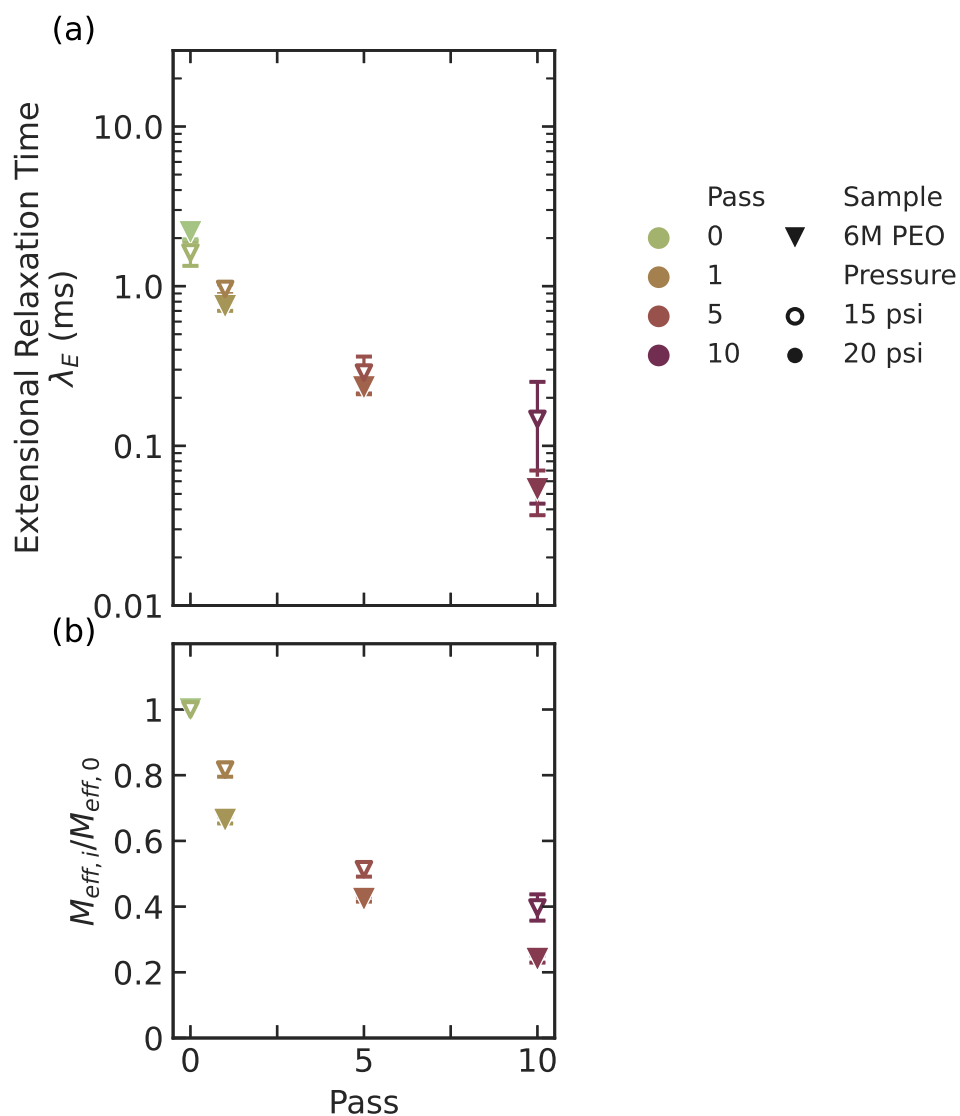 (a)
Extensional Relaxation Time
λE (ms)
10.0
1.0
0.1
0.01
Pass
0
1
5
10
Sample
6M PEO
Pressure
15 psi
20 psi
(b)
Meff, i/Meff, 0
1
0.8
0.6
0.4
0.2
0
0
5
10
Pass